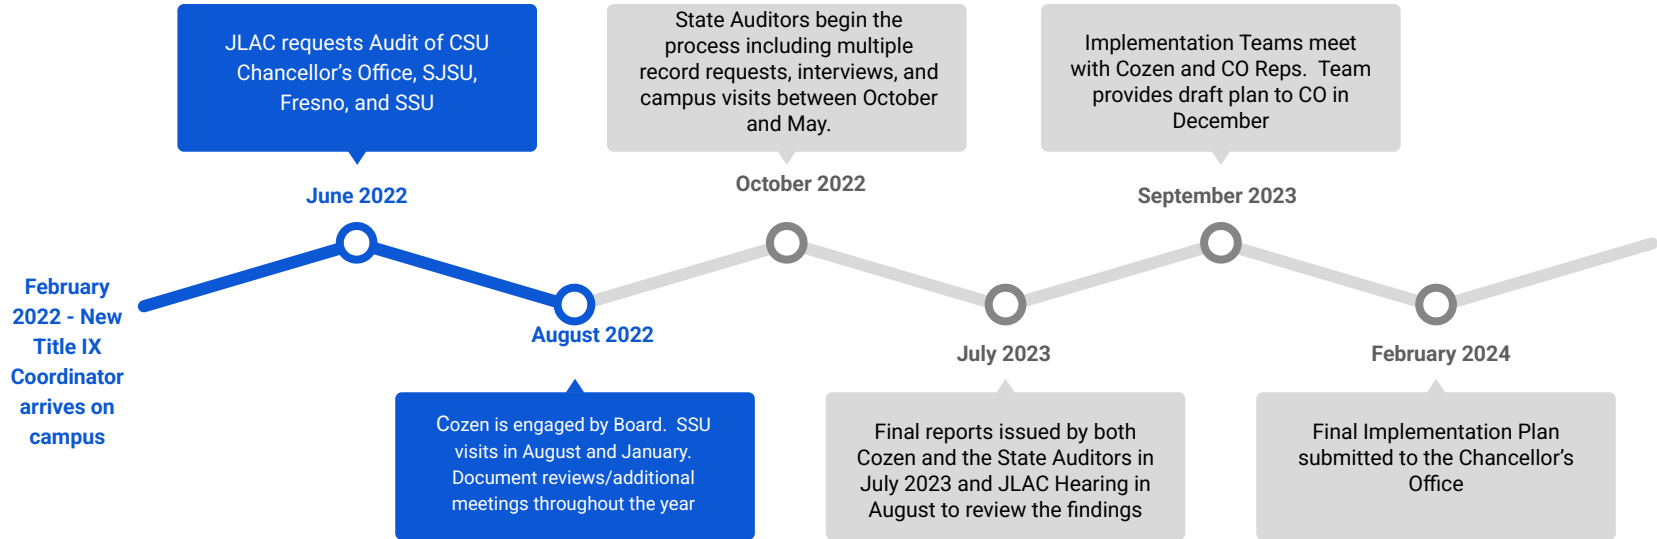 February
2022 - New
Title IX
Coordinator
arrives on
campus
JLAC requests Audit of CSU
Chancellor's Office, SJSU,
Fresno, and SSU
June 2022
August 2022
Cozen is engaged by Board.  SSU
visits in August and January.
Document reviews/additional
meetings throughout the year
State Auditors begin the
process including multiple
record requests, interviews, and
campus visits between October
and May.
October 2022
July 2023
Final reports issued by both
Cozen and the State Auditors in
July 2023 and JLAC Hearing in
August to review the findings
Implementation Teams meet
with Cozen and CO Reps.  Team
provides draft plan to CO in
December
September 2023
February 2024
Final Implementation Plan
submitted to the Chancellor's
Office